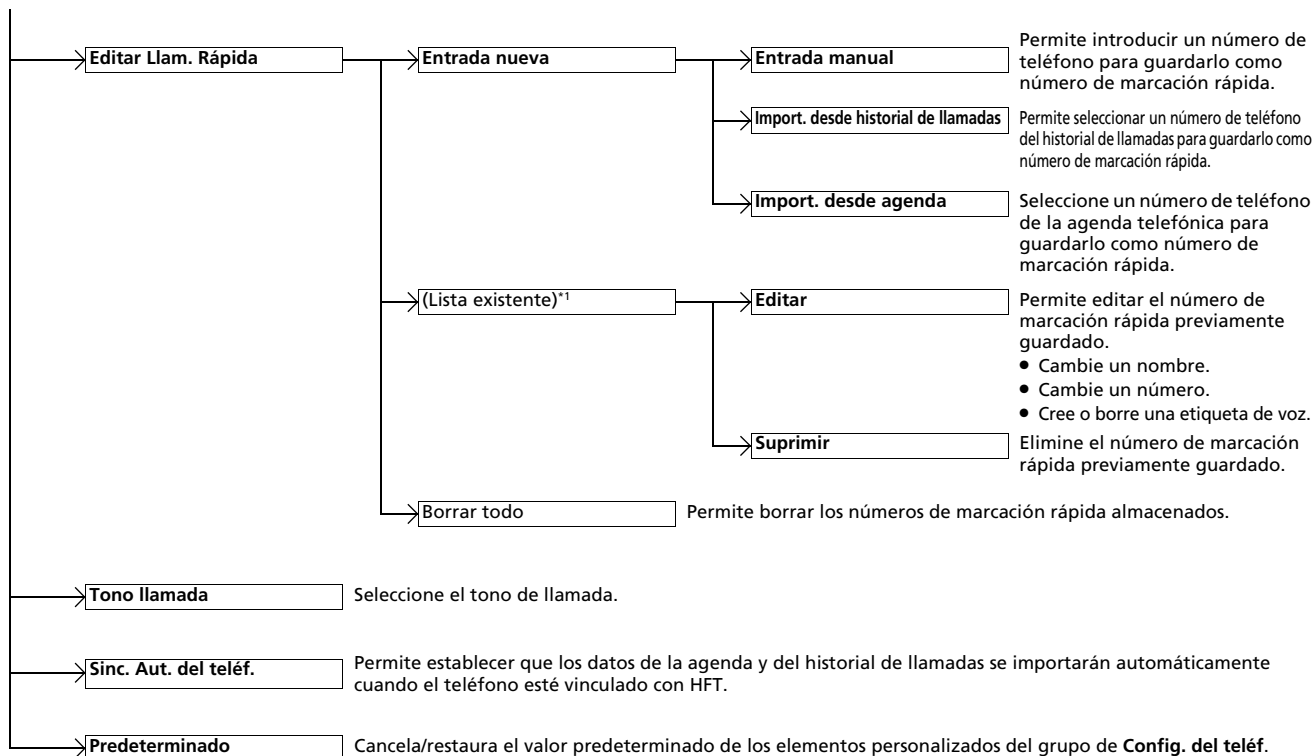 Editar Llam. Rápida
Entrada nueva
Entrada manual
Permite introducir un número de
teléfono para guardarlo como
número de marcación rápida.
Import. desde historial de llamadas
Permite seleccionar un número de teléfono
del historial de llamadas para guardarlo como
número de marcación rápida.
Import. desde agenda
Seleccione un número de teléfono
de la agenda telefónica para
guardarlo como número de
marcación rápida.
(Lista existente)*1
Editar
Permite editar el número de
marcación rápida previamente
guardado.
● Cambie un nombre.
● Cambie un número.
● Cree o borre una etiqueta de voz.
Suprimir
Elimine el número de marcación
rápida previamente guardado.
Borrar todo
Permite borrar los números de marcación rápida almacenados.
Tono llamada
Seleccione el tono de llamada.
Sinc. Aut. del teléf.
Permite establecer que los datos de la agenda y del historial de llamadas se importarán automáticamente
cuando el teléfono esté vinculado con HFT.
Predeterminado
Cancela/restaura el valor predeterminado de los elementos personalizados del grupo de Config. del teléf.